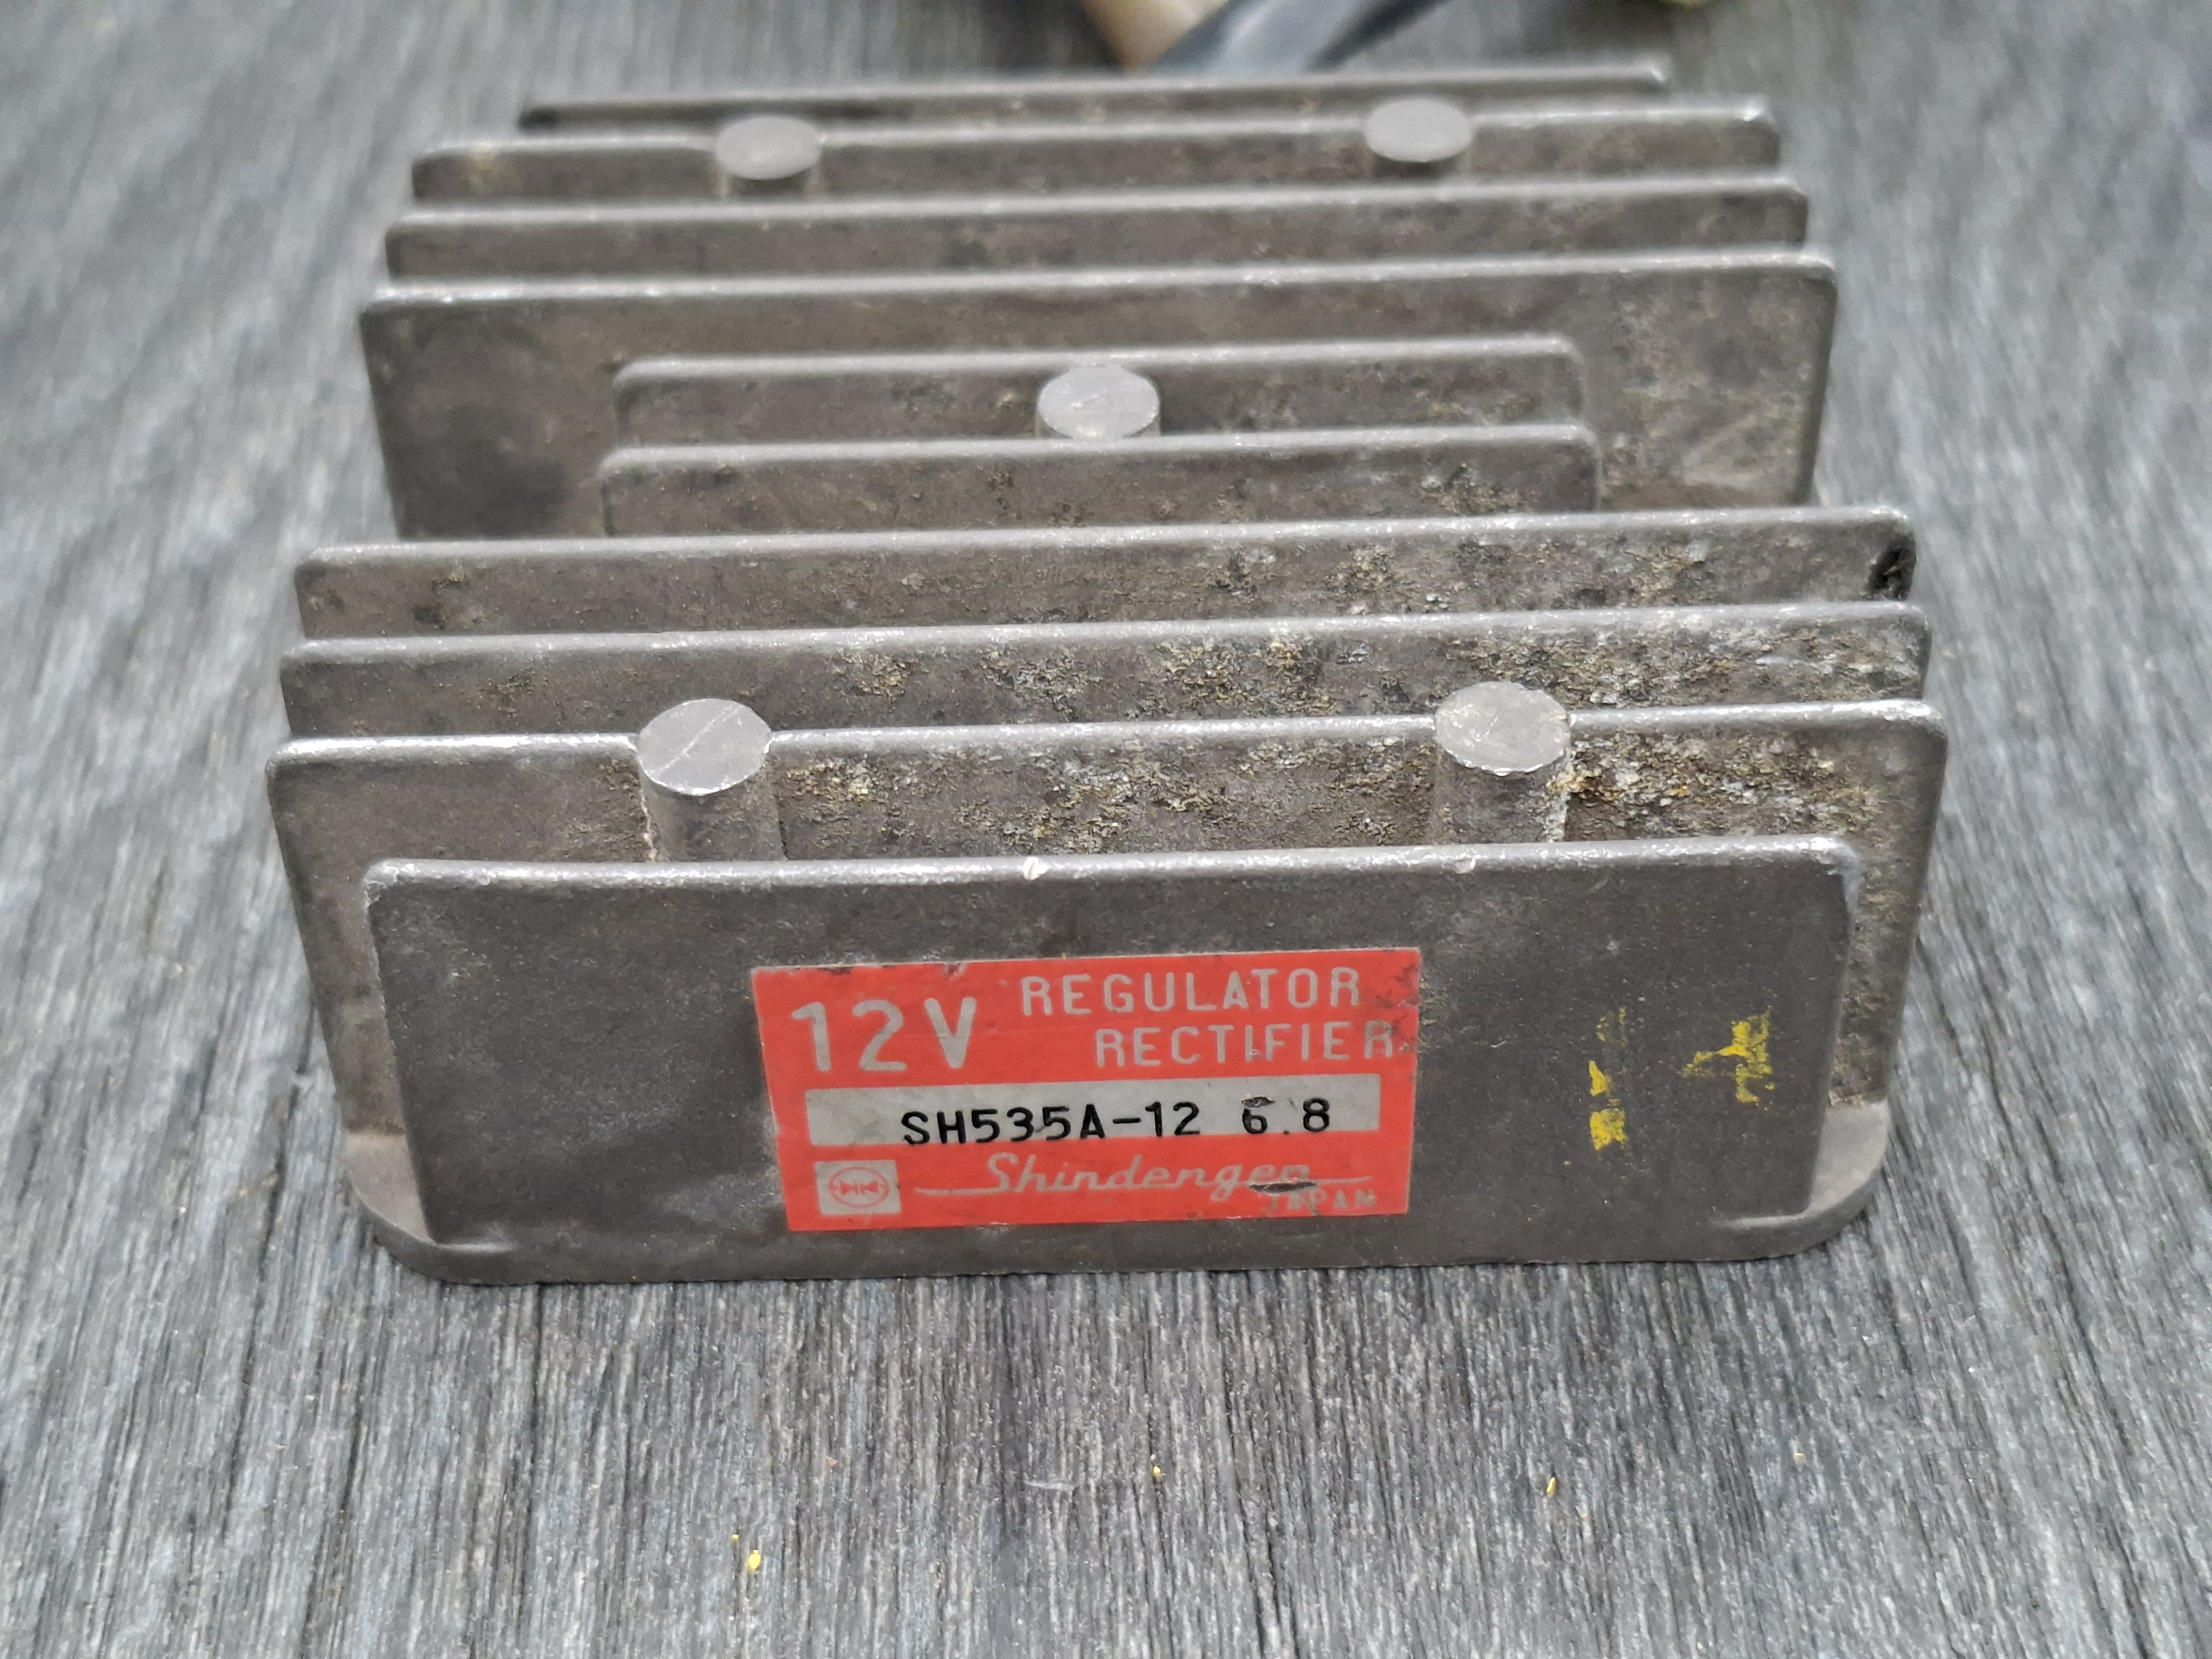 12V REGULATOR
RECTIFIER
SH535A-12 6.8
Shindengen
JAPAN